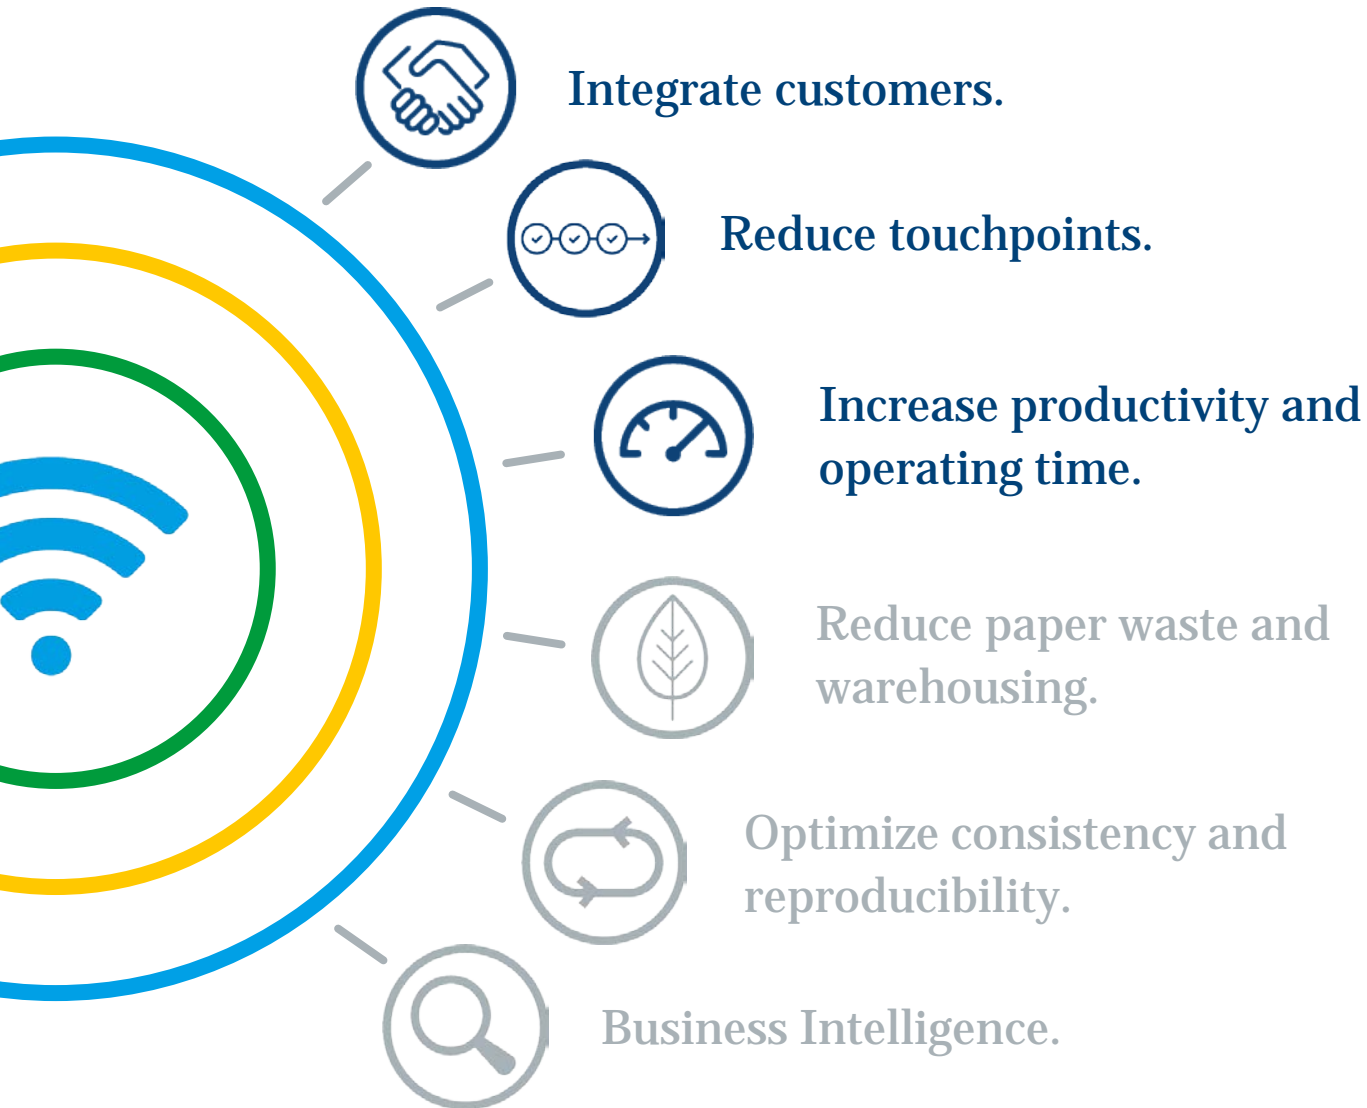 Integrate customers.
Reduce touchpoints.
Increase productivity and
operating time.
Reduce paper waste and
warehousing.
Optimize consistency and
reproducibility.
Business Intelligence.